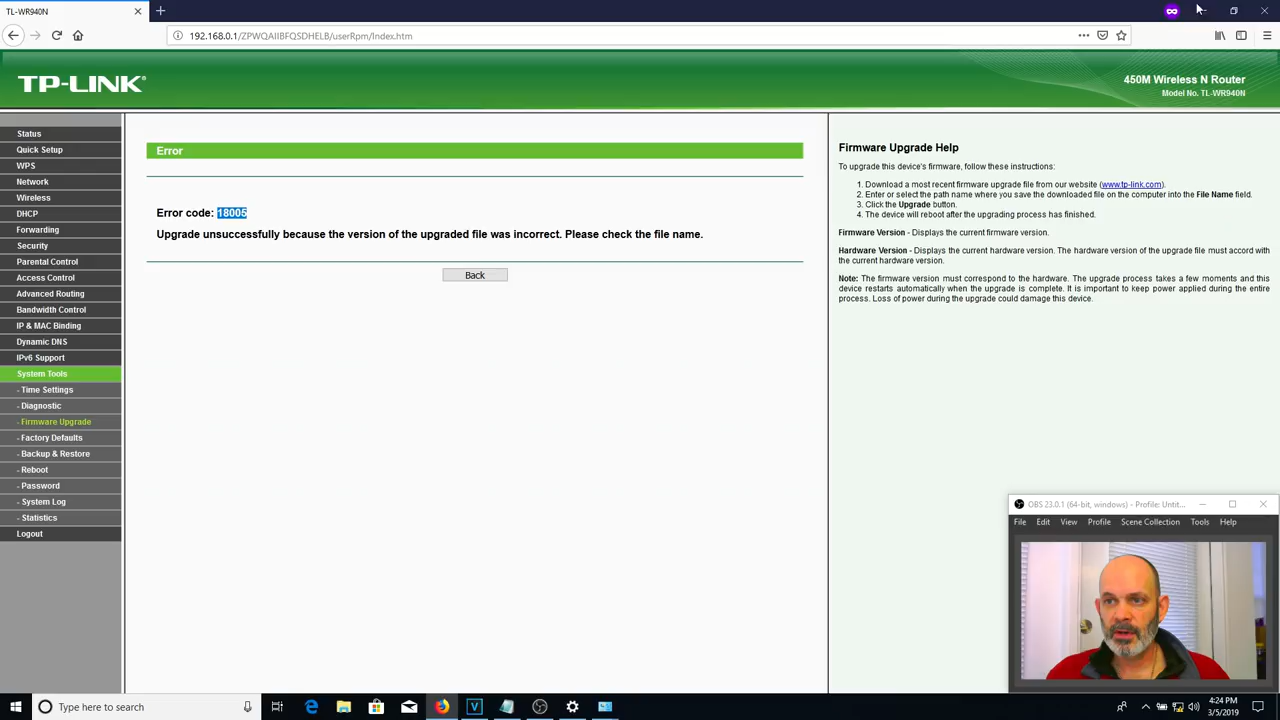 TL-WR940N
192.168.0.1/ZPWQAIIBFQSDHELB/userRpm/Index.htm
TP-LINK®
450M Wireless N Router
Model No. TL-WR940N
Status
Quick Setup
WPS
Network
Wireless
DHCP
Forwarding
Security
Parental Control
Access Control
Advanced Routing
Bandwidth Control
IP & MAC Binding
Dynamic DNS
IPv6 Support
System Tools
- Time Settings
- Diagnostic
- Firmware Upgrade
- Factory Defaults
- Backup & Restore
- Reboot
- Password
- System Log
- Statistics
Logout
Error
Error code: 18005
Upgrade unsuccessfully because the version of the upgraded file was incorrect. Please check the file name.
Back
Firmware Upgrade Help
To upgrade this device's firmware, follow these instructions:
1. Download a most recent firmware upgrade file from our website (www.tp-link.com).
2. Enter or select the path name where you save the downloaded file on the computer into the File Name field.
3. Click the Upgrade button.
4. The device will reboot after the upgrading process has finished.
Firmware Version - Displays the current firmware version.
Hardware Version - Displays the current hardware version. The hardware version of the upgrade file must accord with
the current hardware version.
Note: The firmware version must correspond to the hardware. The upgrade process takes a few moments and this
device restarts automatically when the upgrade is complete. It is important to keep power applied during the entire
process. Loss of power during the upgrade could damage this device.
OBS 23.0.1 (64-bit, windows) - Profile: Untit...
File Edit View Profile Scene Collection Tools Help
Type here to search
4:24 PM
3/5/2019